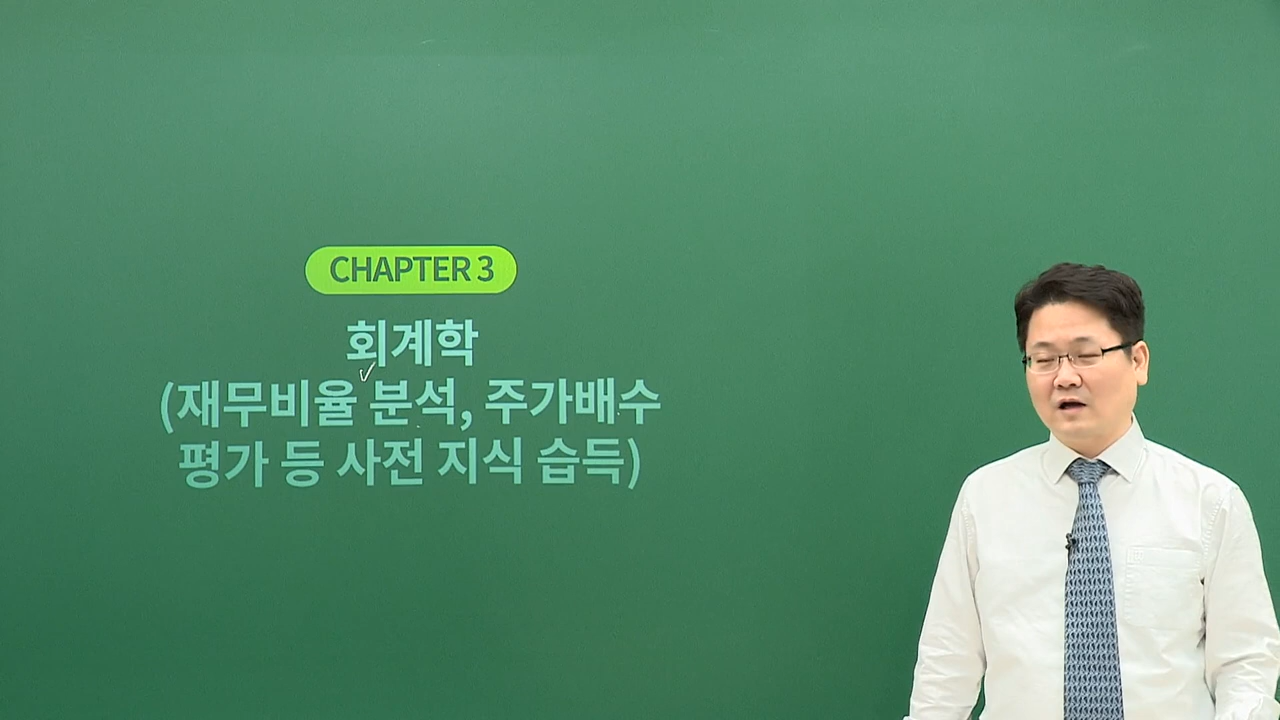 CHAPTER 3
회계학
(재무비율 분석, 주가배수
평가 등 사전 지식 습득)